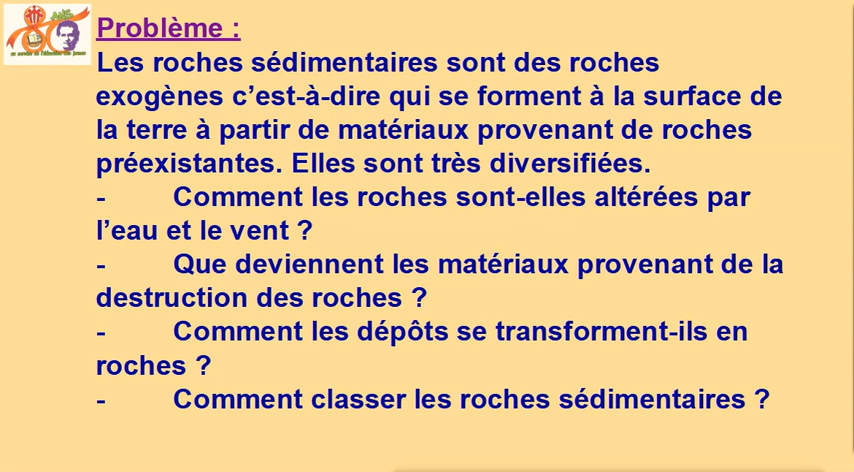 Problème :
Les roches sédimentaires sont des roches
exogènes c’est-à-dire qui se forment à la surface de
la terre à partir de matériaux provenant de roches
préexistantes. Elles sont très diversifiées.
- Comment les roches sont-elles altérées par
l’eau et le vent ?
- Que deviennent les matériaux provenant de la
destruction des roches ?
- Comment les dépôts se transforment-ils en
roches ?
- Comment classer les roches sédimentaires ?